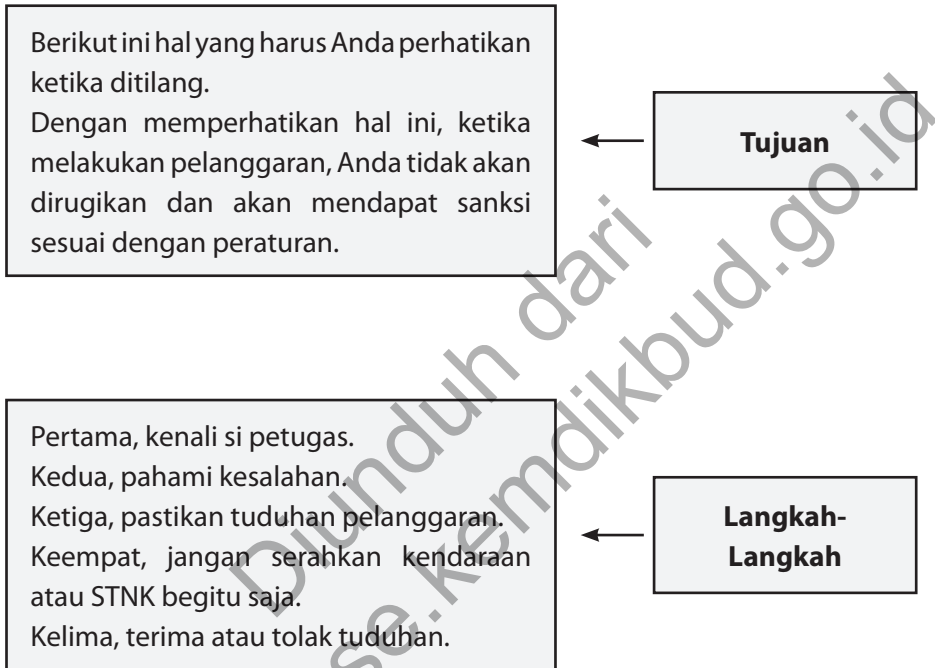 Berikut ini hal yang harus Anda perhatikan
ketika ditilang.
Dengan memperhatikan hal ini, ketika
melakukan pelanggaran, Anda tidak akan
dirugikan dan akan mendapat sanksi
sesuai dengan peraturan.
Tujuan
Pertama, kenali si petugas.
Kedua, pahami kesalahan.
Ketiga, pastikan tuduhan pelanggaran.
Keempat, jangan serahkan kendaraan
atau STNK begitu saja.
Kelima, terima atau tolak tuduhan.
Langkah-
Langkah
Diunduh dari
se.kemdikbud.go.id